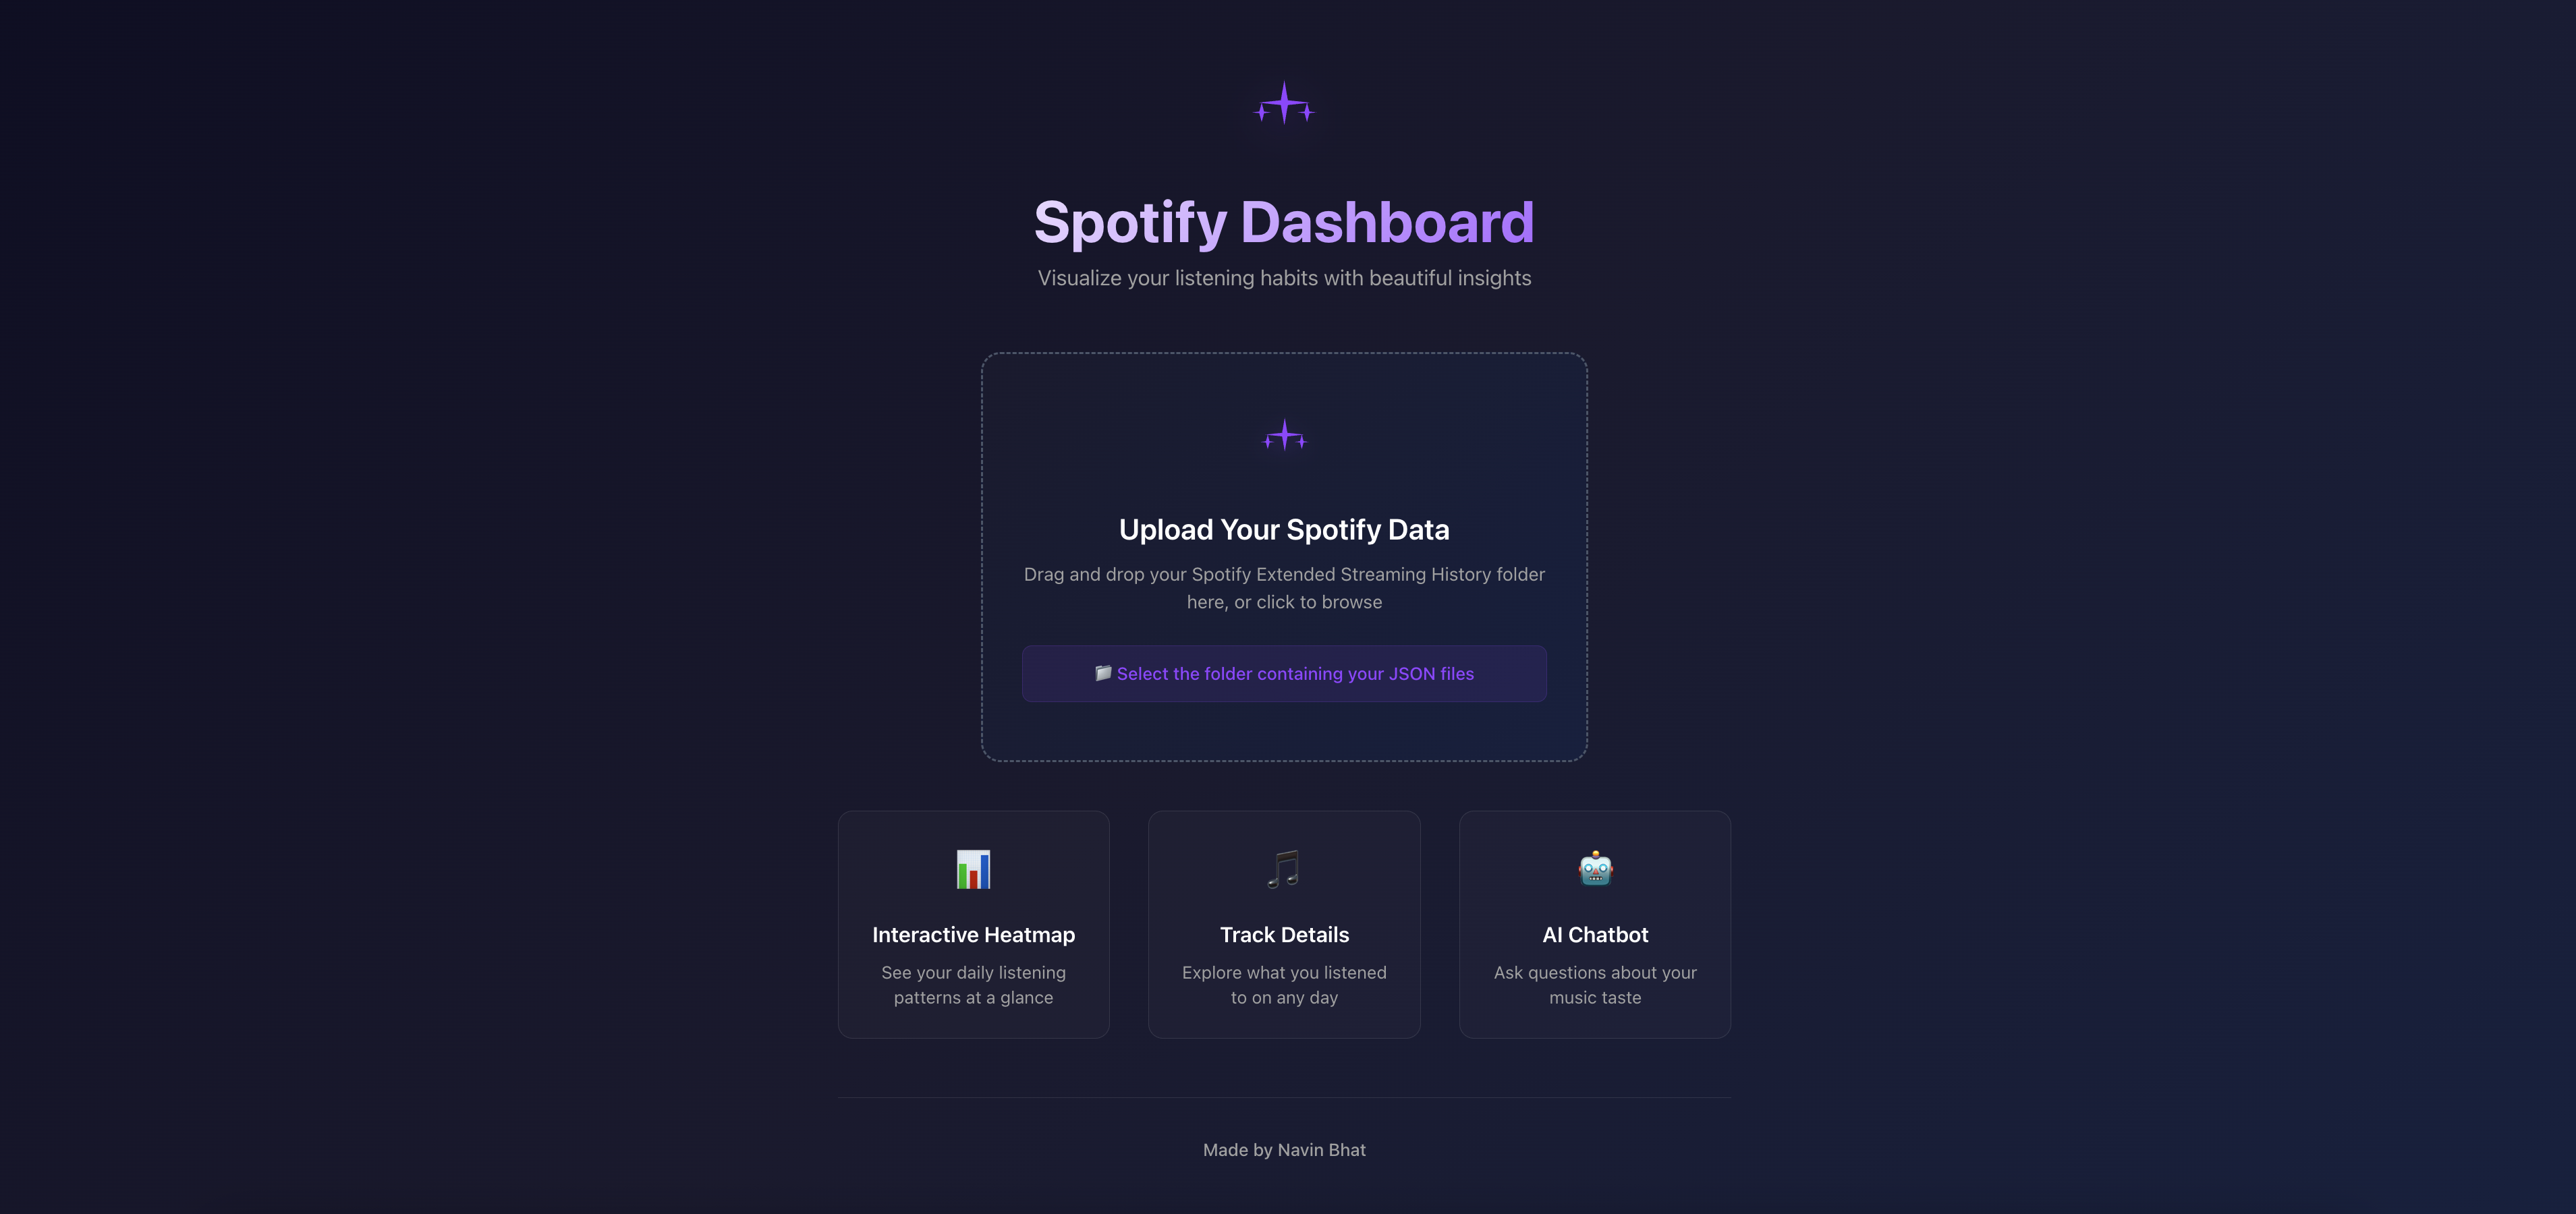 Spotify Dashboard
Visualize your listening habits with beautiful insights
Upload Your Spotify Data
Drag and drop your Spotify Extended Streaming History folder
here, or click to browse
📁 Select the folder containing your JSON files
Interactive Heatmap
See your daily listening
patterns at a glance
Track Details
Explore what you listened
to on any day
AI Chatbot
Ask questions about your
music taste
Made by Navin Bhat